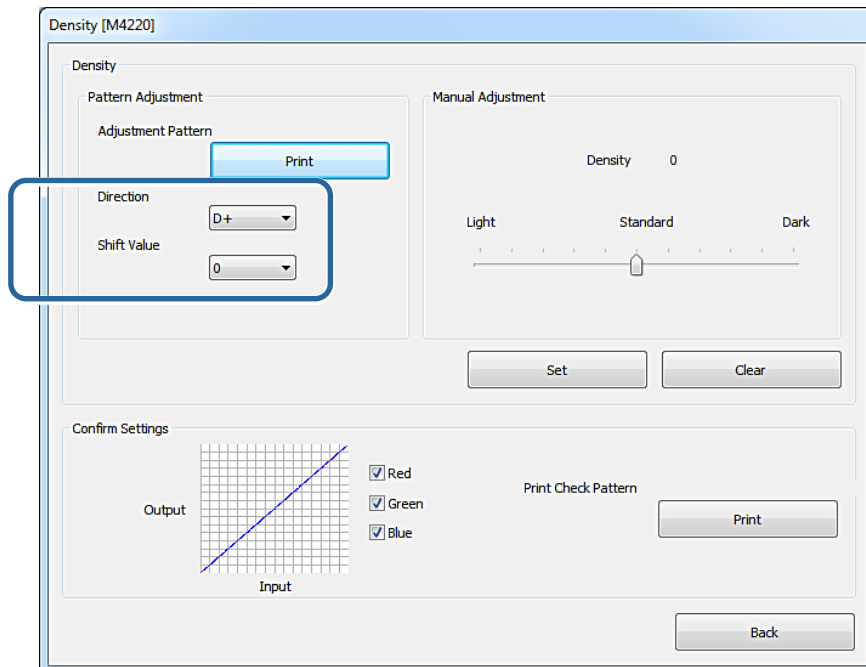 Density [M4220]
Density
Pattern Adjustment
Adjustment Pattern
Print
Direction
D+
Shift Value
0
Manual Adjustment
Density 0
Light Standard Dark
Set Clear
Confirm Settings
Output
Input
Red
Green
Blue
Print Check Pattern
Print
Back